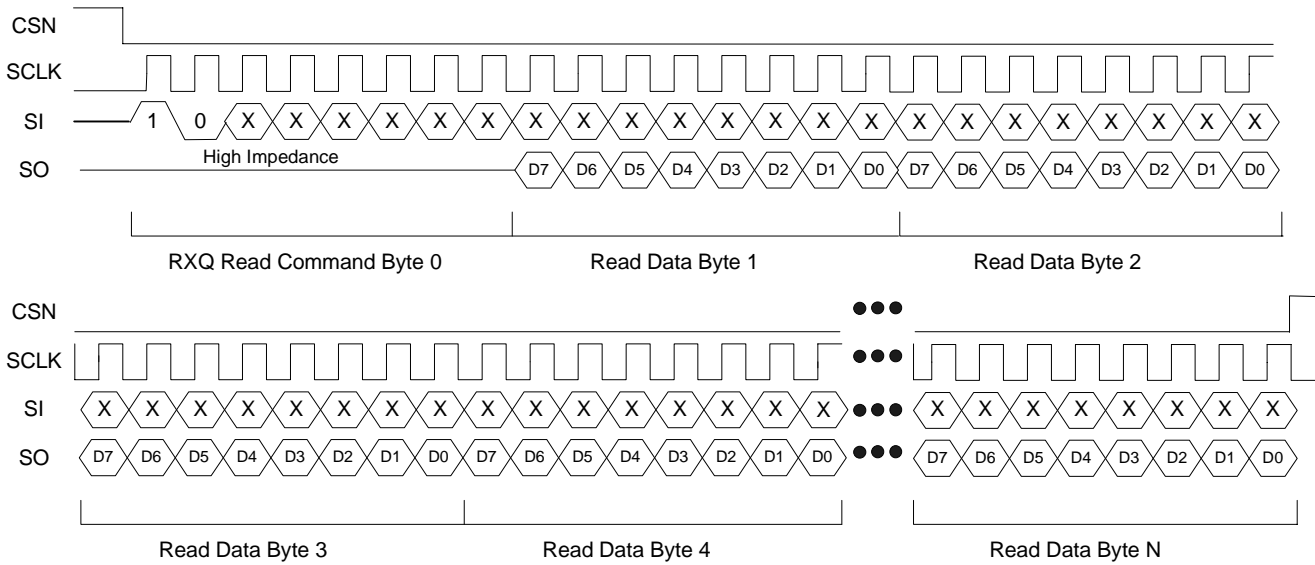 CSN
SCLK
SI 1 0 X X X X X X X X X X X X X X X X X X X X X X
High Impedance
SO D7 D6 D5 D4 D3 D2 D1 D0 D7 D6 D5 D4 D3 D2 D1 D0
RXQ Read Command Byte 0 Read Data Byte 1 Read Data Byte 2
CSN
SCLK
SI X X X X X X X X X X X X X X X X X X X X X X X X
SO D7 D6 D5 D4 D3 D2 D1 D0 D7 D6 D5 D4 D3 D2 D1 D0 D7 D6 D5 D4 D3 D2 D1 D0
Read Data Byte 3 Read Data Byte 4 Read Data Byte N